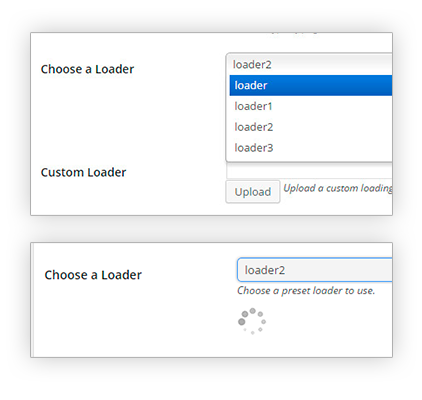 Choose a Loader
loader2
loader
loader1
loader2
loader3
Custom Loader
Upload
Upload a custom loading
Choose a Loader
loader2
Choose a preset loader to use.